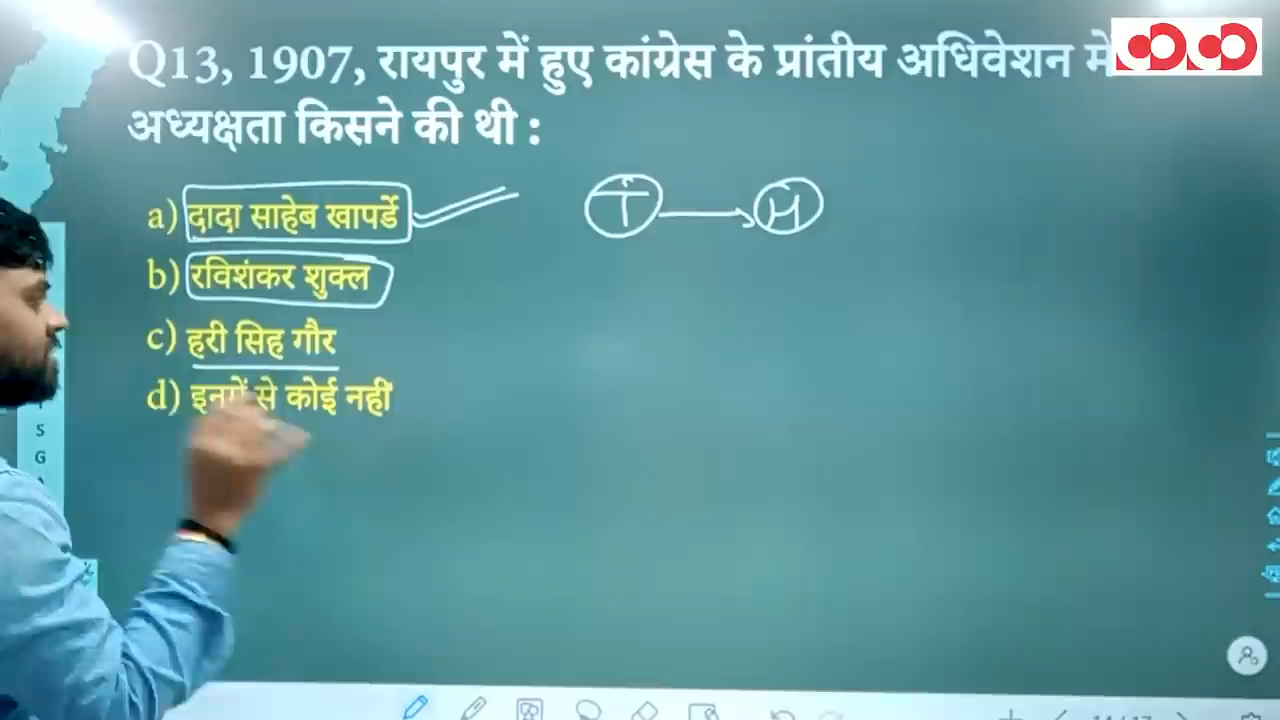 Q13, 1907, रायपुर में हुए कांग्रेस के प्रांतीय अधिवेशन में
अध्यक्षता किसने की थी :
a) दादा साहेब खापर्डे
T
M
b) रविशंकर शुक्ल
c) हरी सिह गौर
d) इनमें से कोई नहीं
S
G